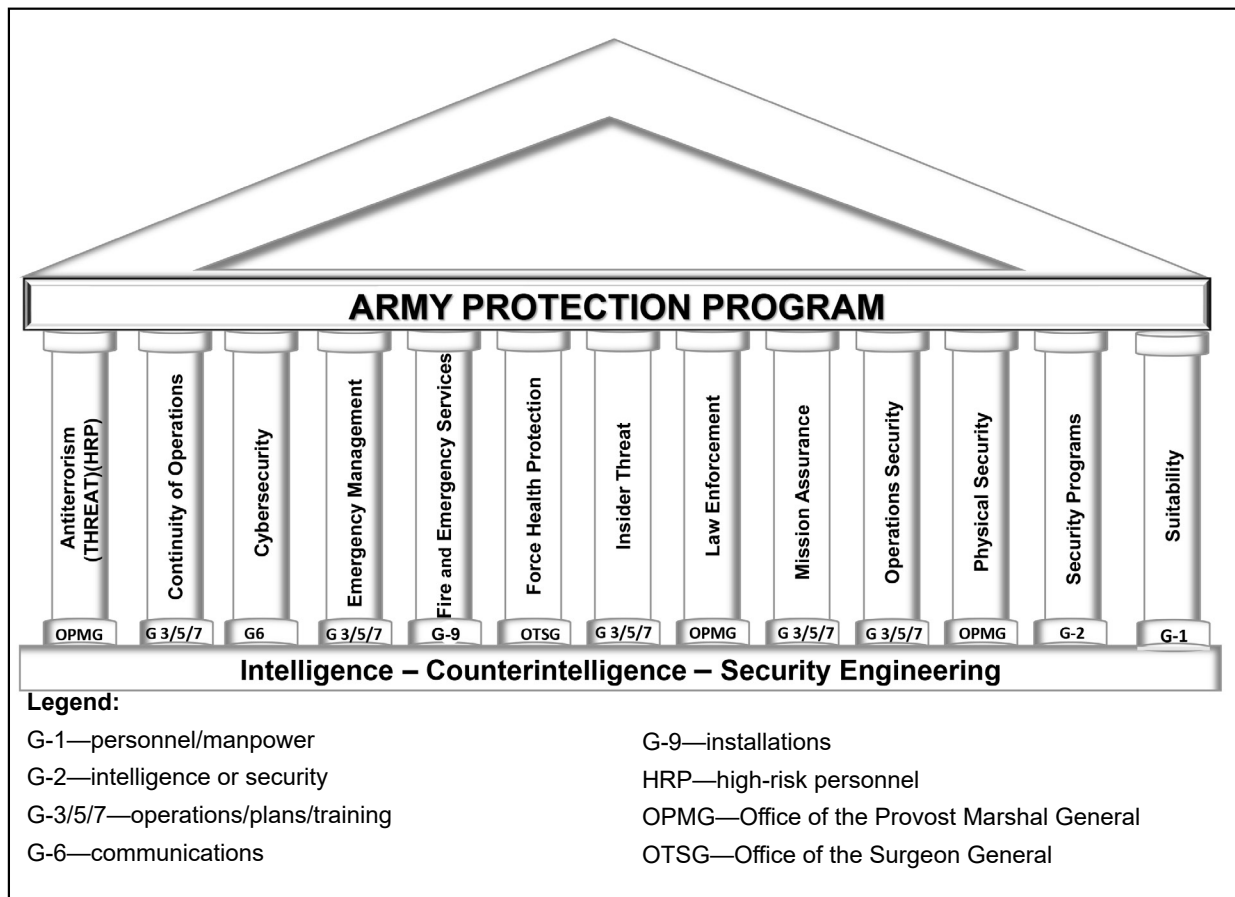 ARMY PROTECTION PROGRAM
Antiterrorism
(THREAT)(HRP)
Continuity of Operations
Cybersecurity
Emergency Management
Fire and Emergency Services
Force Health Protection
Insider Threat
Law Enforcement
Mission Assurance
Operations Security
Physical Security
Security Programs
Suitability
OPMG
G 3/5/7
G6
G 3/5/7
G-9
OTSG
G 3/5/7
OPMG
G 3/5/7
G 3/5/7
OPMG
G-2
G-1
Intelligence – Counterintelligence – Security Engineering
Legend:
G-1—personnel/manpower
G-2—intelligence or security
G-3/5/7—operations/plans/training
G-6—communications
G-9—installations
HRP—high-risk personnel
OPMG—Office of the Provost Marshal General
OTSG—Office of the Surgeon General